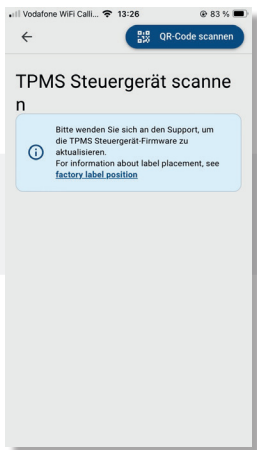 Vodafone WiFi Calli... 13:26 83 %
QR-Code scannen
TPMS Steuergerät scanne
n
Bitte wenden Sie sich an den Support, um
die TPMS Steuergerät-Firmware zu
aktualisieren.
For information about label placement, see
factory label position